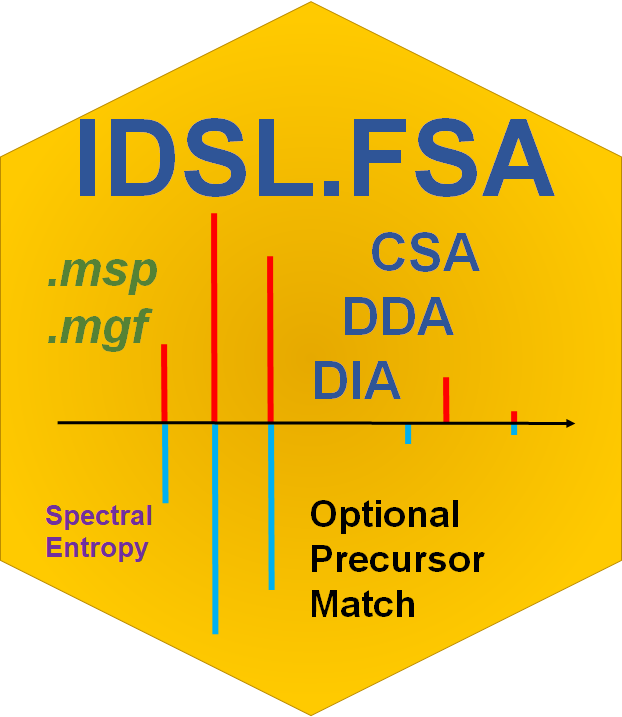 IDSL.FSA
.msp
.mgf
CSA
DDA
DIA
Spectral
Entropy
Optional
Precursor
Match